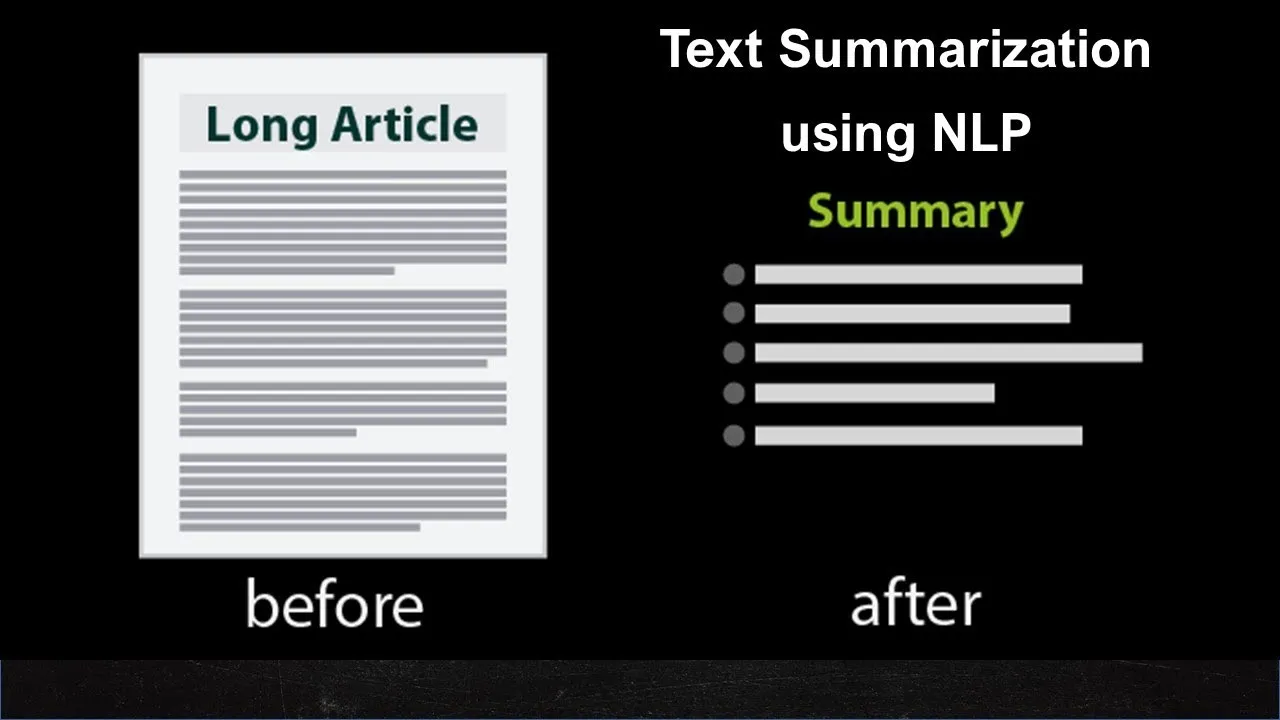 Text Summarization
using NLP
Long Article
Summary
before
after